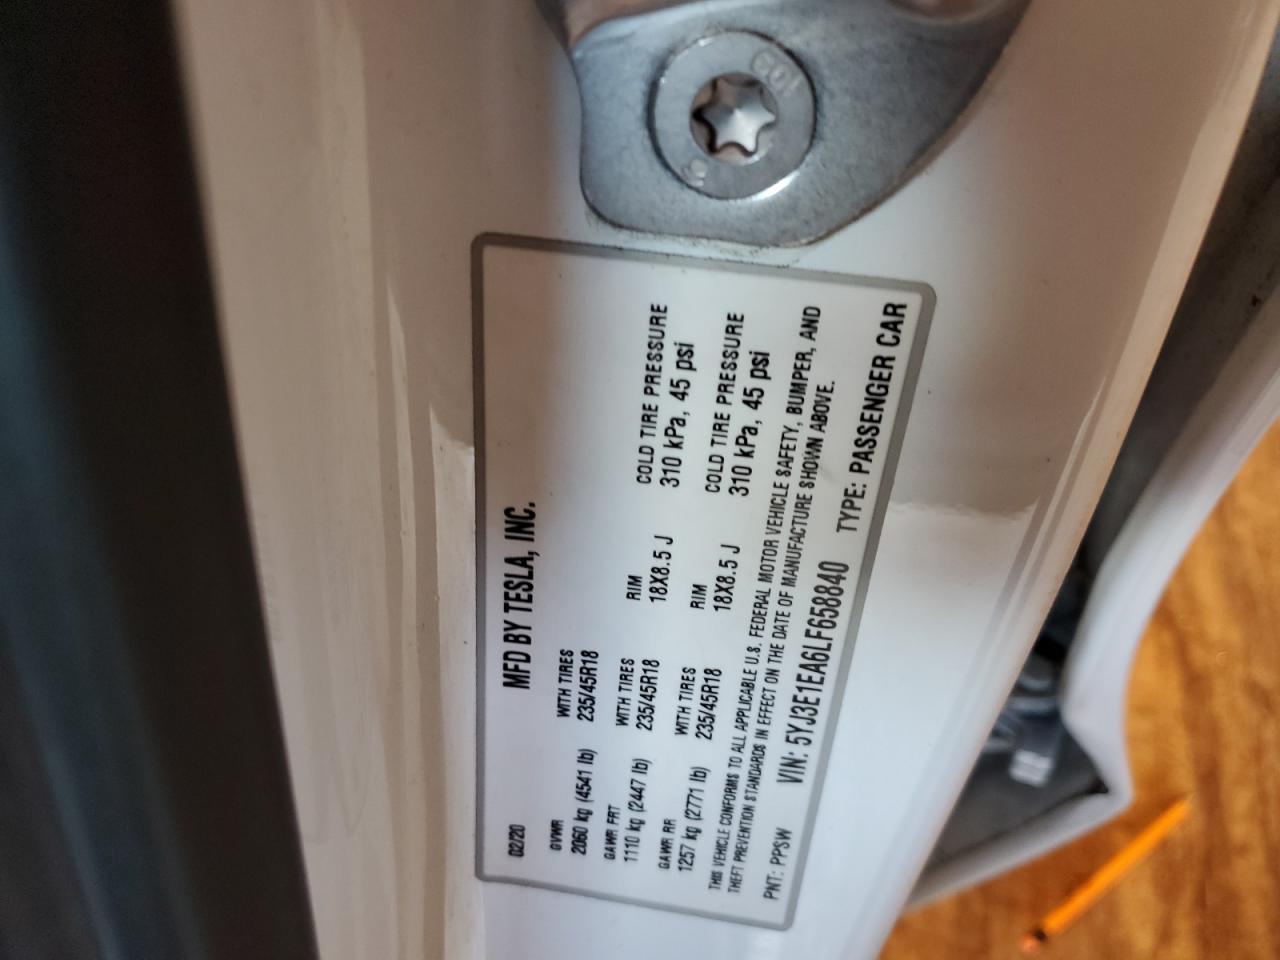 MFD BY TESLA, INC.
02/20
GVWR WITH TIRES
2060 kg (4541 lb) 235/45R18
GAWR FRT WITH TIRES RIM COLD TIRE PRESSURE
1110 kg (2447 lb) 235/45R18 18X8.5 J 310 kPa, 45 psi
GAWR RR WITH TIRES RIM COLD TIRE PRESSURE
1257 kg (2771 lb) 235/45R18 18X8.5 J 310 kPa, 45 psi
THIS VEHICLE CONFORMS TO ALL APPLICABLE U.S. FEDERAL MOTOR VEHICLE SAFETY, BUMPER, AND
THEFT PREVENTION STANDARDS IN EFFECT ON THE DATE OF MANUFACTURE SHOWN ABOVE.
PNT: PPSW VIN: 5YJ3E1EA6LF658840 TYPE: PASSENGER CAR